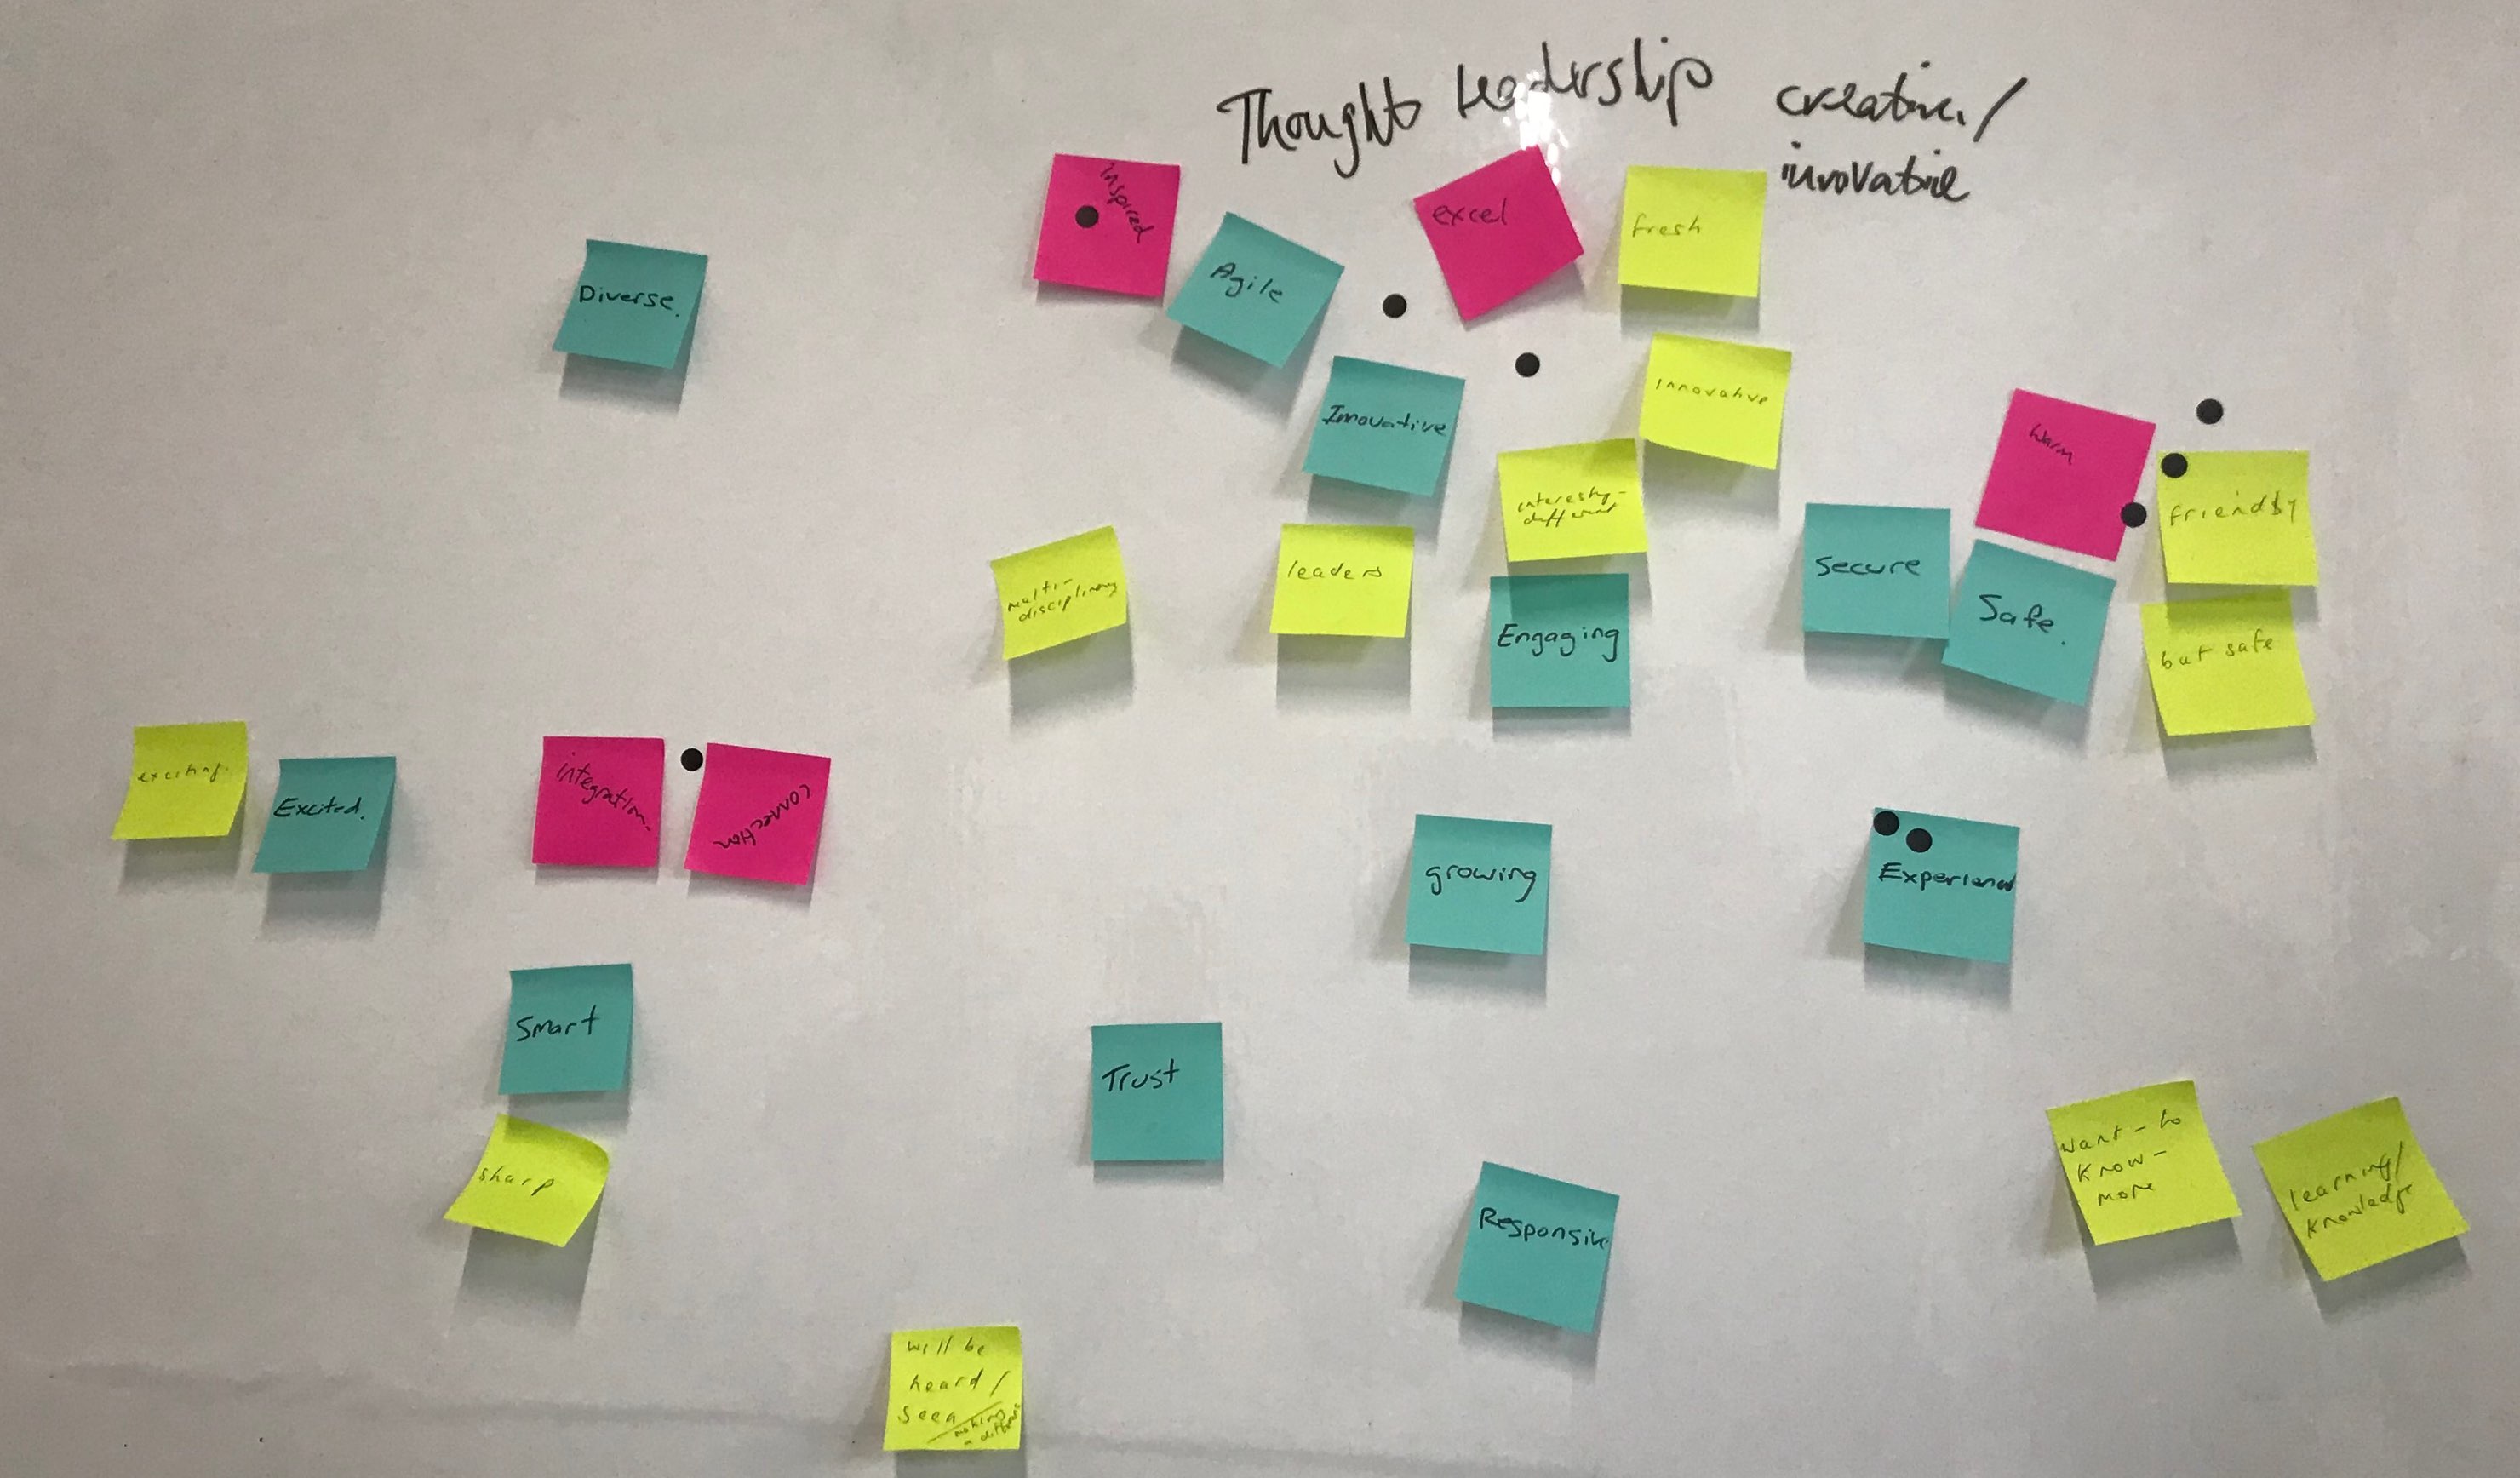 Thought Leadership
creative/
innovative
inspired
Agile
excel
fresh
Diverse.
Innovative
innovative
interesting-
different
Warm
friendly
Secure
Safe.
but safe
multi-
disciplinary
leaders
Engaging
exciting.
Excited.
integration
connection
growing
Experienced
Smart
sharp
Trust
Responsive
want - to
know -
more
learning/
knowledge
will be
heard /
seen
making
a difference